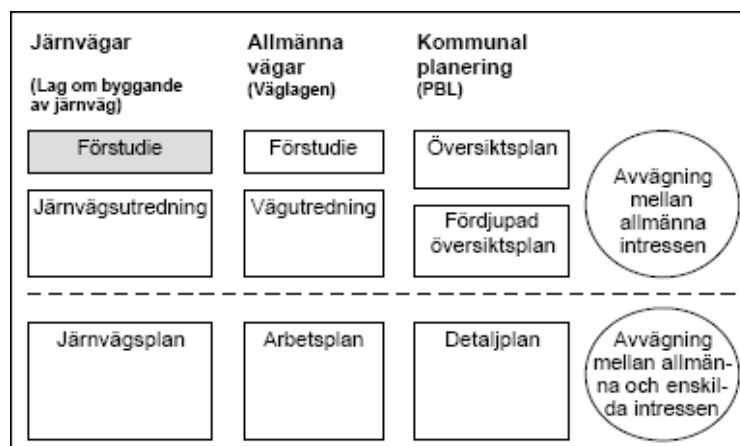 Järnvägar
(Lag om byggande
av järnväg)
Allmänna
vägar
(Väglagen)
Kommunal
planering
(PBL)
Förstudie
Förstudie
Översiktsplan
Järnvägsutredning
Vägutredning
Fördjupad
översiktsplan
Avvägning
mellan
allmänna
intressen
Järnvägsplan
Arbetsplan
Detaljplan
Avvägning
mellan allmän-
na och enskil-
da intressen